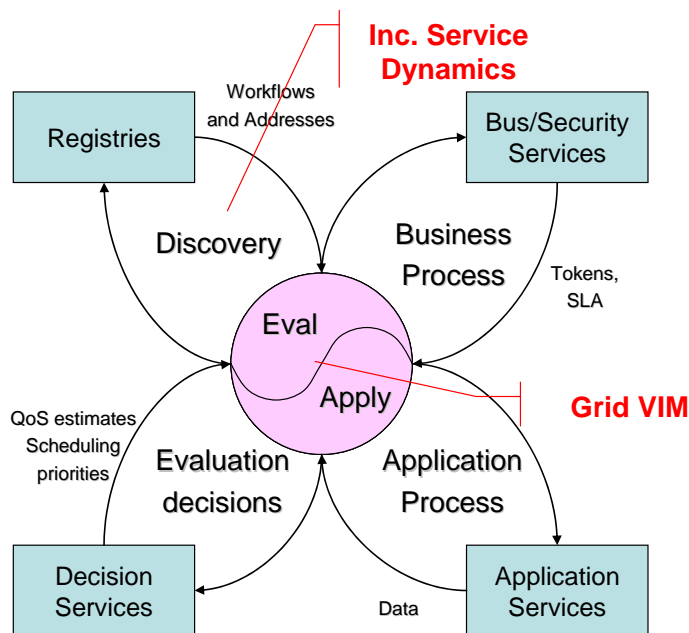 Inc. Service
Dynamics
Workflows
and Addresses
Registries
Bus/Security
Services
Discovery
Business
Process
Tokens,
SLA
Eval
Apply
Grid VIM
QoS estimates
Scheduling
priorities
Evaluation
decisions
Application
Process
Decision
Services
Data
Application
Services